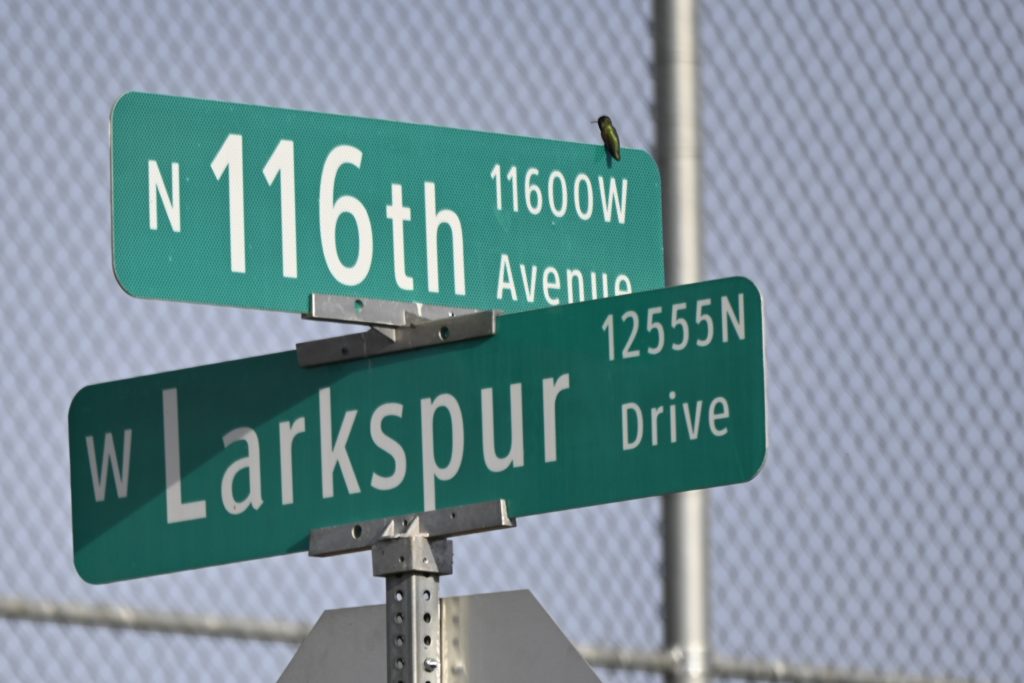 N 116th 11600W
Avenue
12555N
W Larkspur Drive